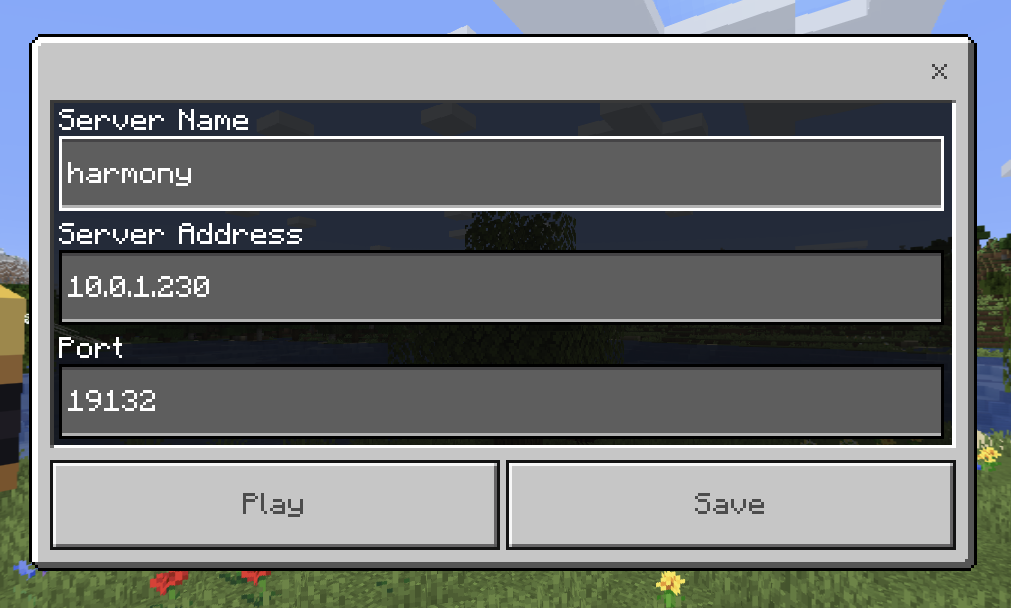 Server Name
harmony
Server Address
10.0.1.230
Port
19132
Play
Save